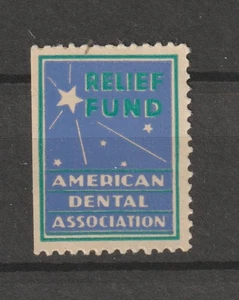 RELIEF
FUND
AMERICAN
DENTAL
ASSOCIATION